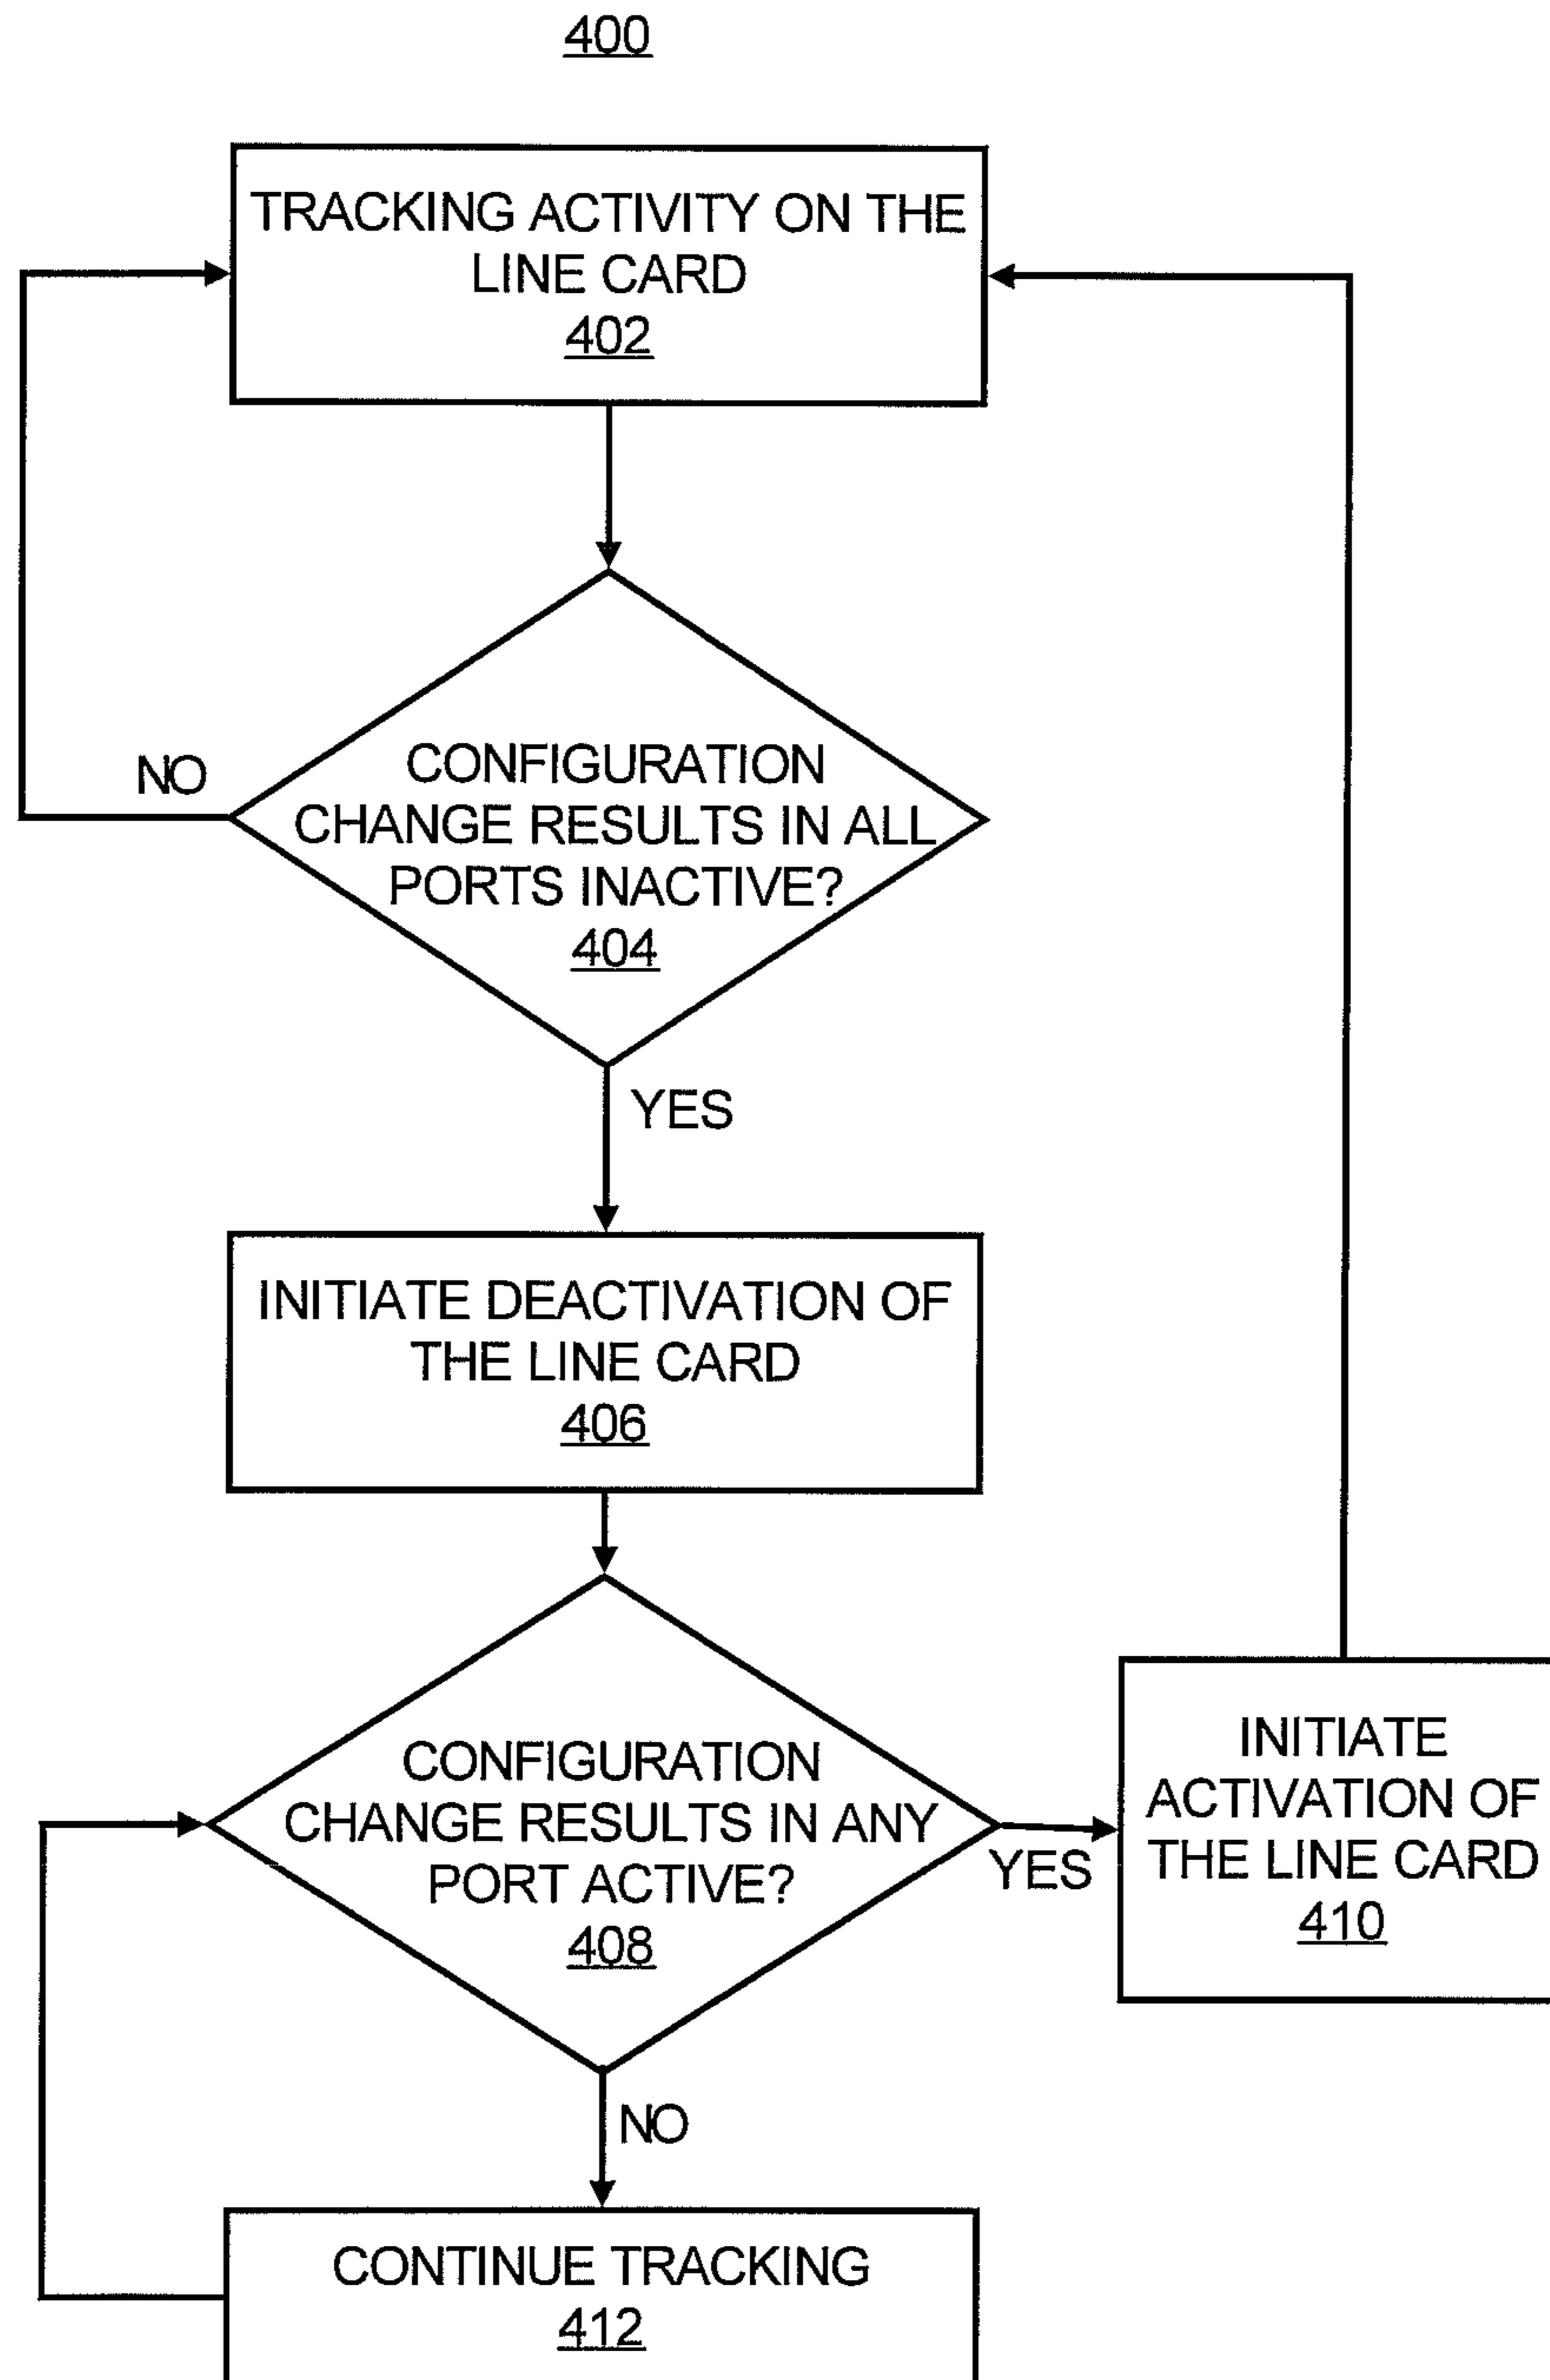 400
TRACKING ACTIVITY ON THE
LINE CARD
402
NO
CONFIGURATION
CHANGE RESULTS IN ALL
PORTS INACTIVE?
404
YES
INITIATE DEACTIVATION OF
THE LINE CARD
406
CONFIGURATION
CHANGE RESULTS IN ANY
PORT ACTIVE?
408
YES
INITIATE
ACTIVATION OF
THE LINE CARD
410
NO
CONTINUE TRACKING
412